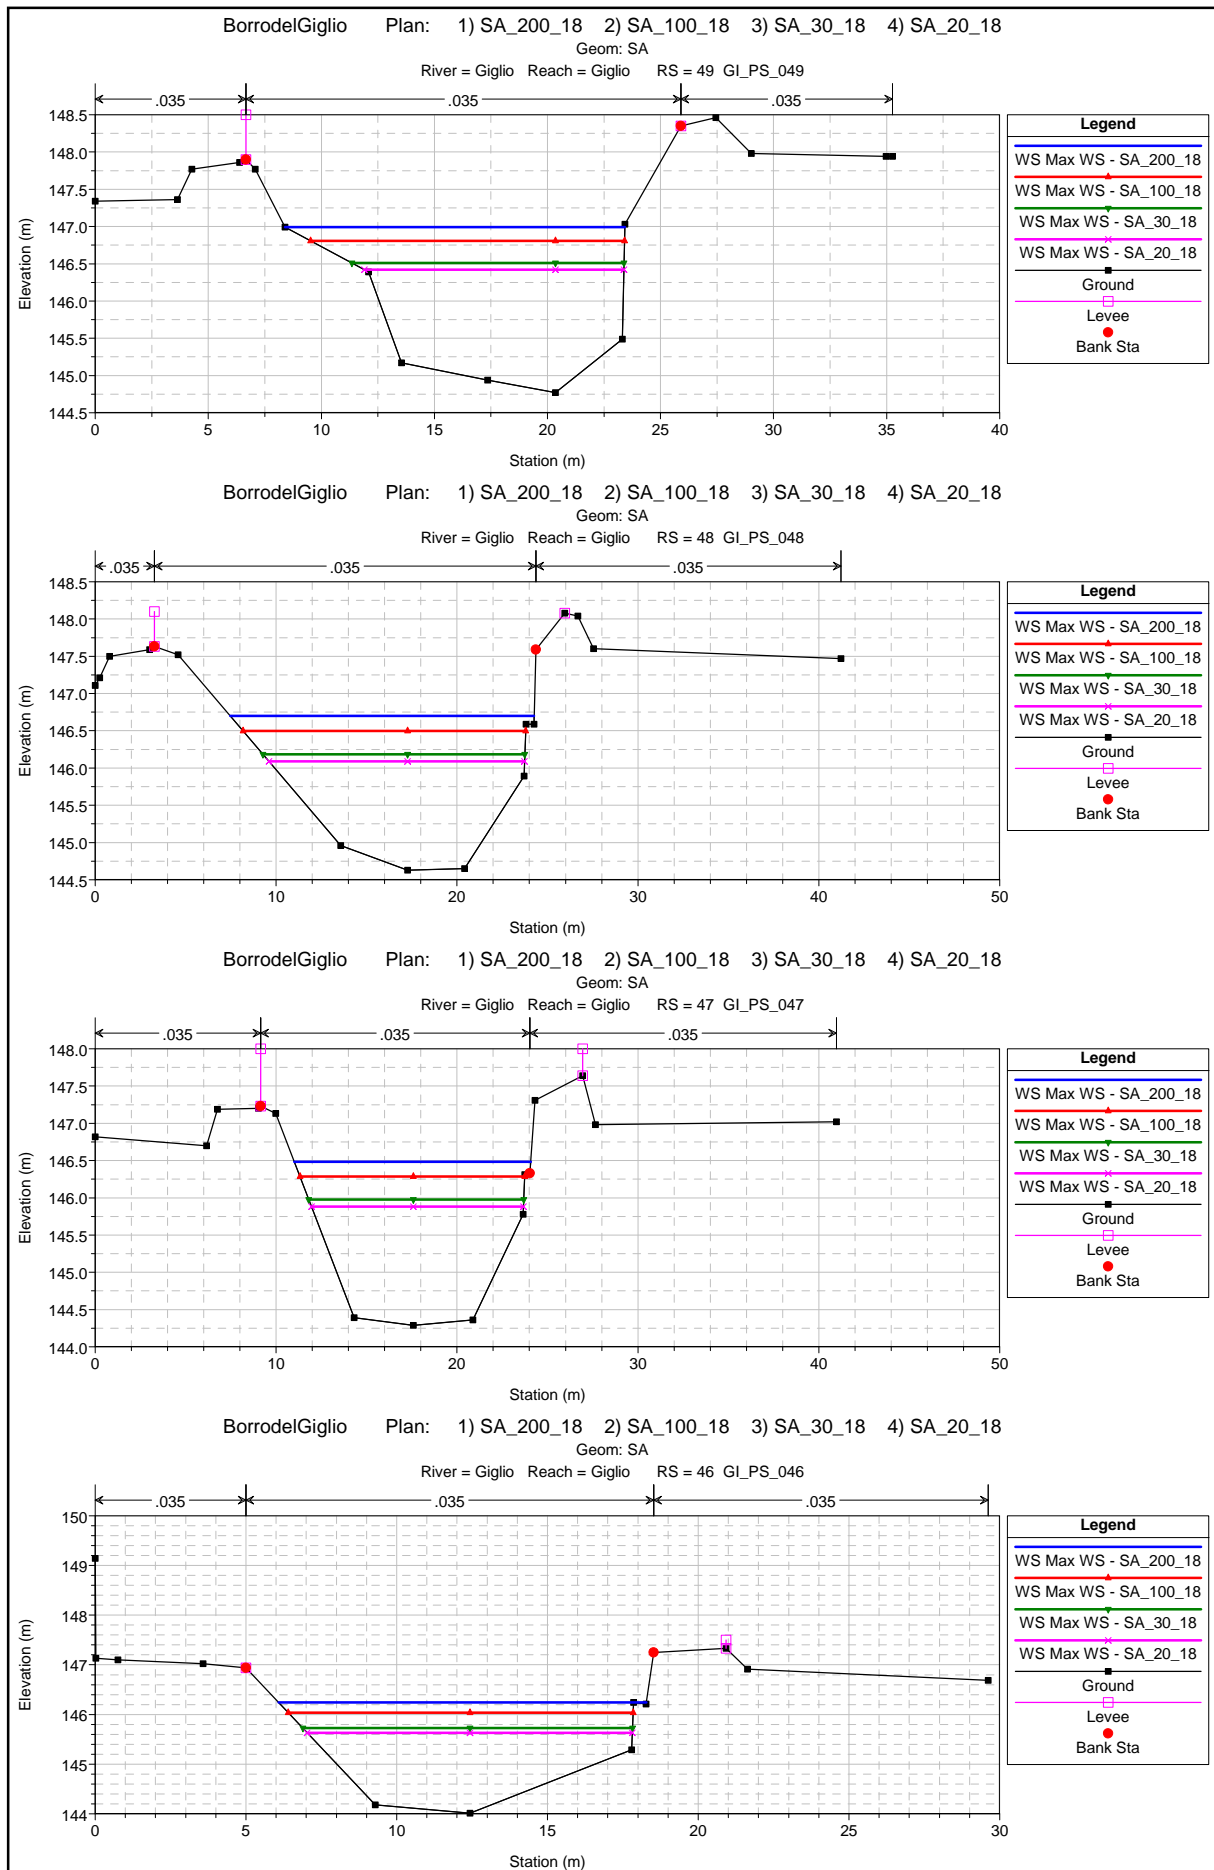 BorrodelGiglio Plan: 1) SA_200_18 2) SA_100_18 3) SA_30_18 4) SA_20_18
Geom: SA
River = Giglio Reach = Giglio RS = 49 GI_PS_049
.035 .035 .035
148.5
148.0
147.5
147.0
146.5
146.0
145.5
145.0
144.5
Elevation (m)
0 5 10 15 20 25 30 35 40
Station (m)
Legend
WS Max WS - SA_200_18
WS Max WS - SA_100_18
WS Max WS - SA_30_18
WS Max WS - SA_20_18
Ground
Levee
Bank Sta
BorrodelGiglio Plan: 1) SA_200_18 2) SA_100_18 3) SA_30_18 4) SA_20_18
Geom: SA
River = Giglio Reach = Giglio RS = 48 GI_PS_048
.035 .035 .035
148.5
148.0
147.5
147.0
146.5
146.0
145.5
145.0
144.5
Elevation (m)
0 10 20 30 40 50
Station (m)
Legend
WS Max WS - SA_200_18
WS Max WS - SA_100_18
WS Max WS - SA_30_18
WS Max WS - SA_20_18
Ground
Levee
Bank Sta
BorrodelGiglio Plan: 1) SA_200_18 2) SA_100_18 3) SA_30_18 4) SA_20_18
Geom: SA
River = Giglio Reach = Giglio RS = 47 GI_PS_047
.035 .035 .035
148.0
147.5
147.0
146.5
146.0
145.5
145.0
144.5
144.0
Elevation (m)
0 10 20 30 40 50
Station (m)
Legend
WS Max WS - SA_200_18
WS Max WS - SA_100_18
WS Max WS - SA_30_18
WS Max WS - SA_20_18
Ground
Levee
Bank Sta
BorrodelGiglio Plan: 1) SA_200_18 2) SA_100_18 3) SA_30_18 4) SA_20_18
Geom: SA
River = Giglio Reach = Giglio RS = 46 GI_PS_046
.035 .035 .035
150
149
148
147
146
145
144
Elevation (m)
0 5 10 15 20 25 30
Station (m)
Legend
WS Max WS - SA_200_18
WS Max WS - SA_100_18
WS Max WS - SA_30_18
WS Max WS - SA_20_18
Ground
Levee
Bank Sta